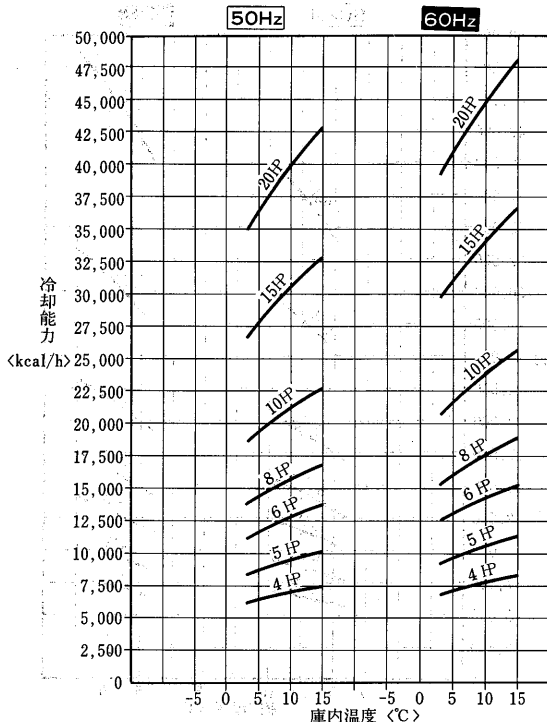 50Hz
60Hz
50,000
47,500
45,000
42,500
40,000
37,500
35,000
32,500
30,000
27,500
25,000
22,500
20,000
17,500
15,000
12,500
10,000
7,500
5,000
2,500
0
冷却能力
<kcal/h>
20HP
15HP
10HP
8HP
6HP
5HP
4HP
20HP
15HP
10HP
8HP
6HP
5HP
4HP
-5 0 5 10 15
-5 0 5 10 15
庫内温度〈℃〉